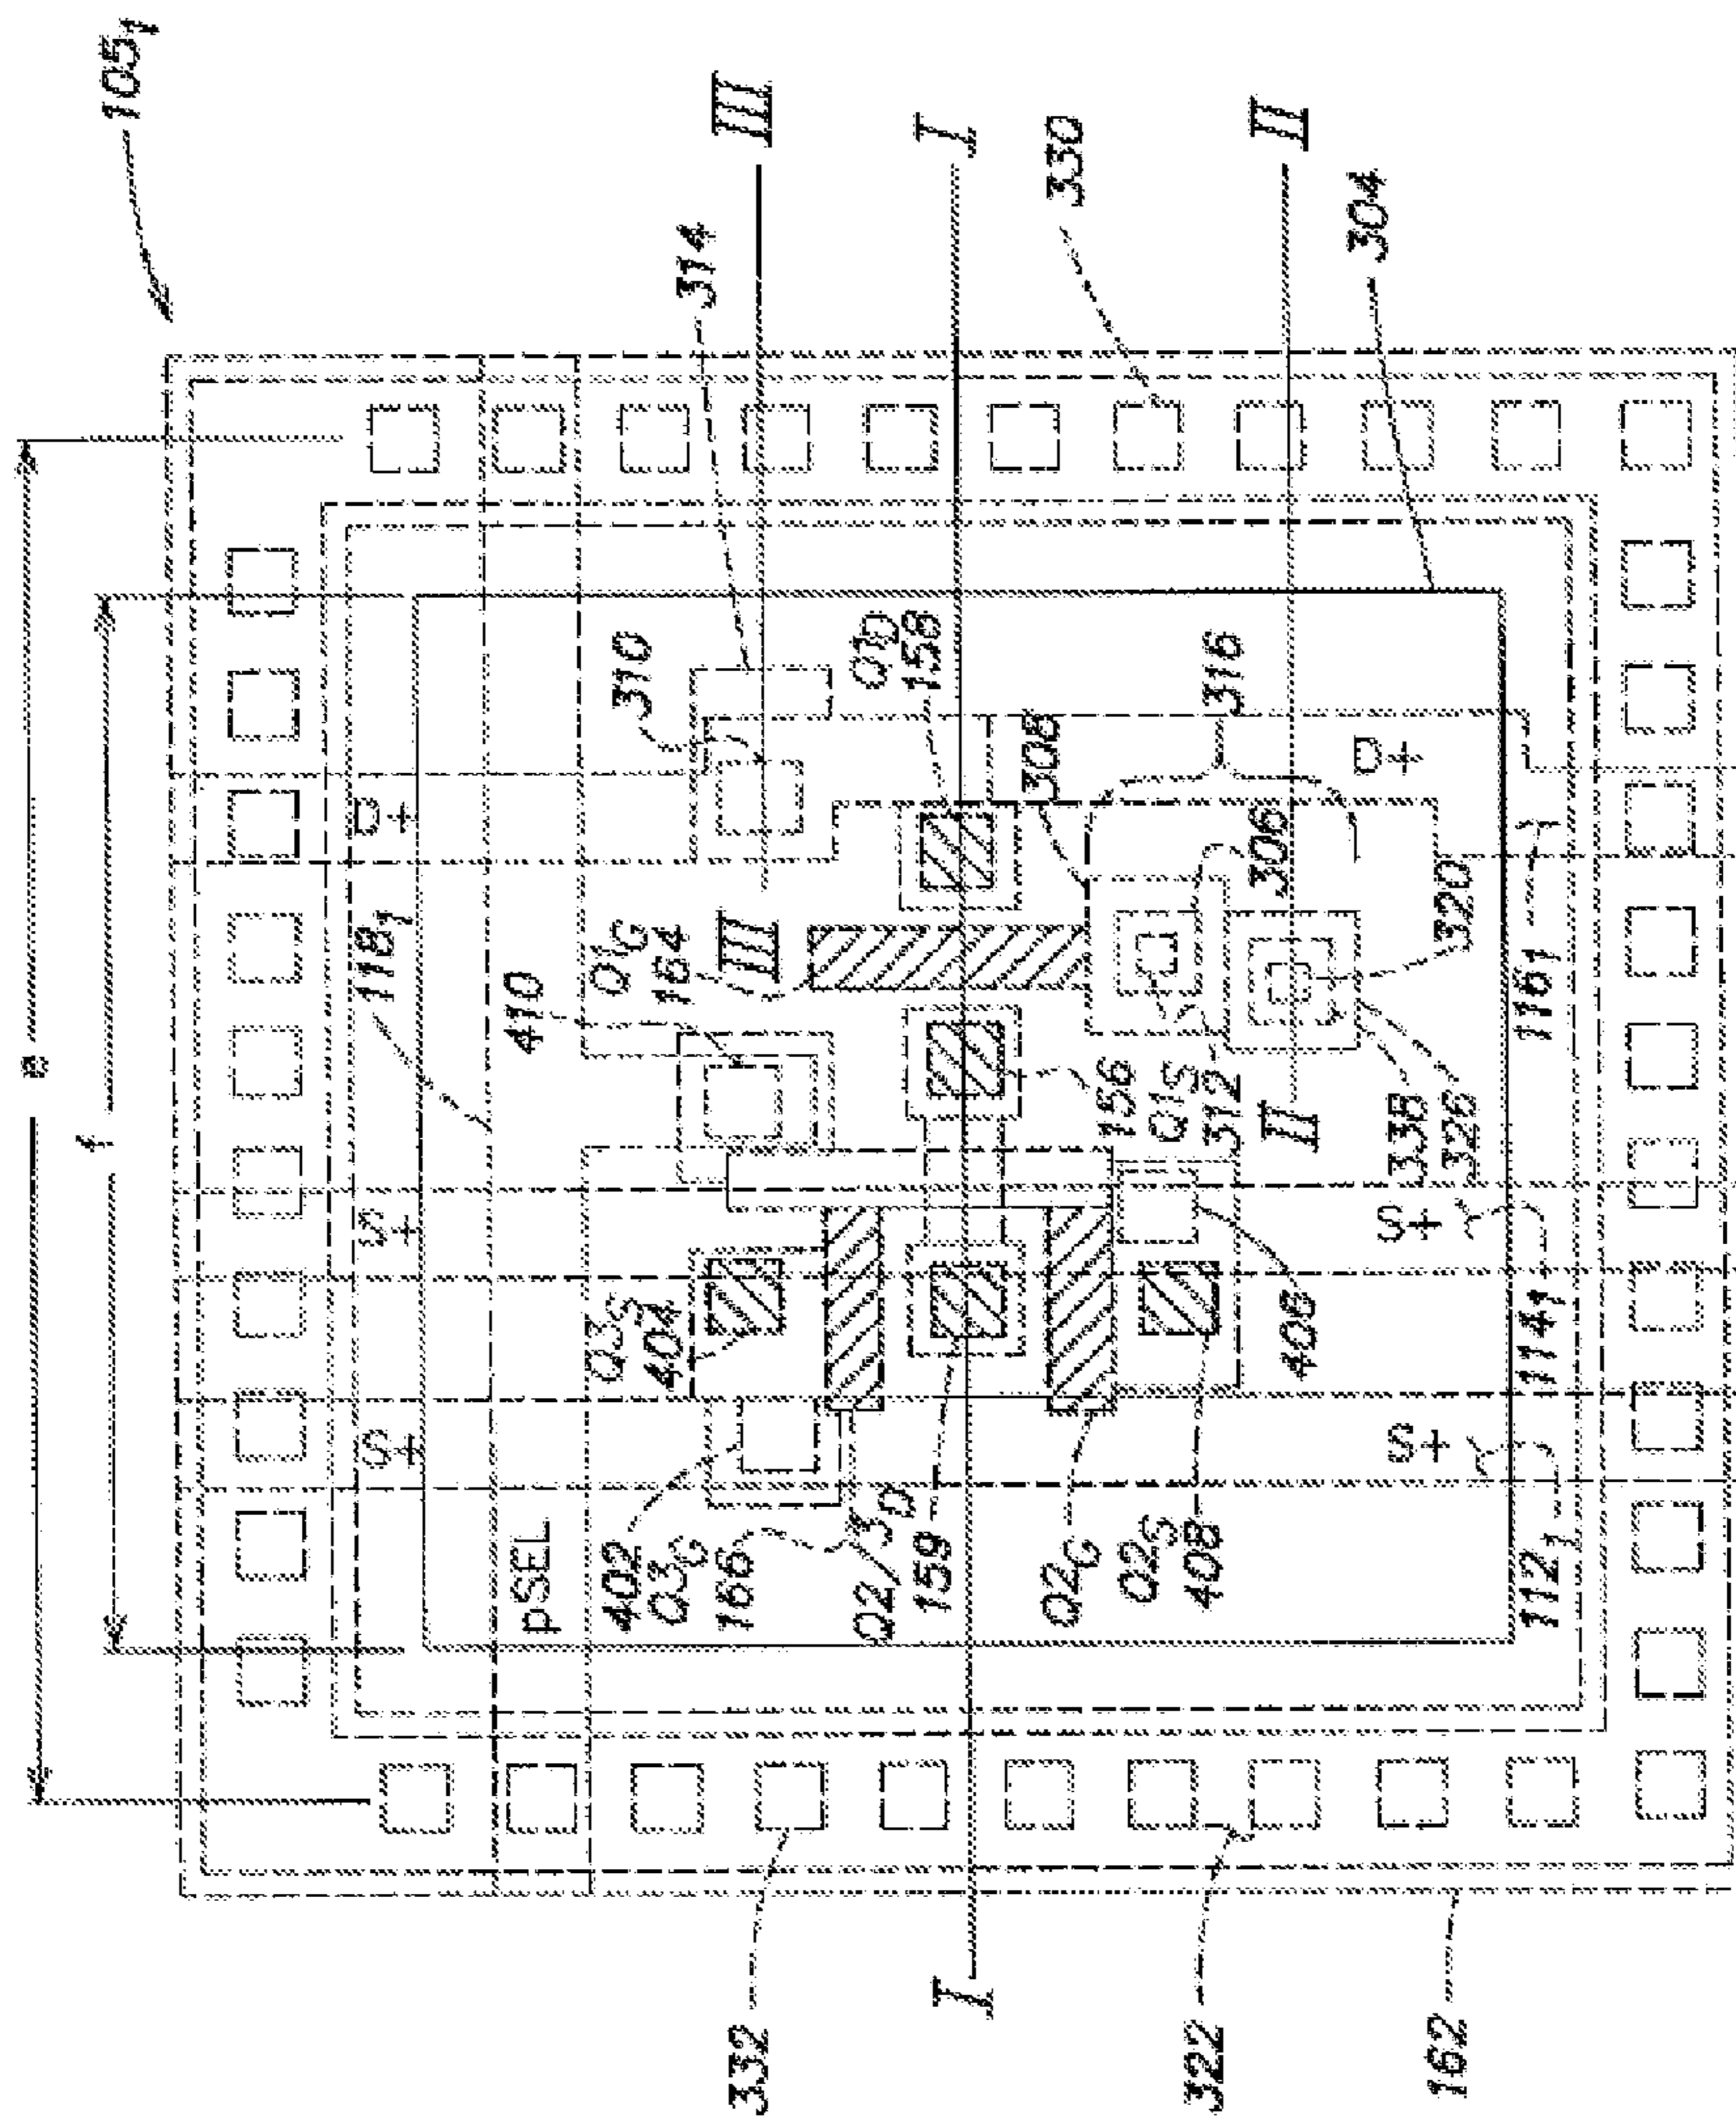 105₁
e
f
III
I
II
314
330
304
310
Q1D
158
308
316
D+
D+
306
118₁
410
Q1G
164
III
S
320
116₁
156
Q1S
312
II
338
326
S+
S+
114₁
Q3S
404
406
S+
S+
pSEL
402
Q3G
166
Q2/3D
159
Q2G
Q2S
408
112₁
I
332
322
162